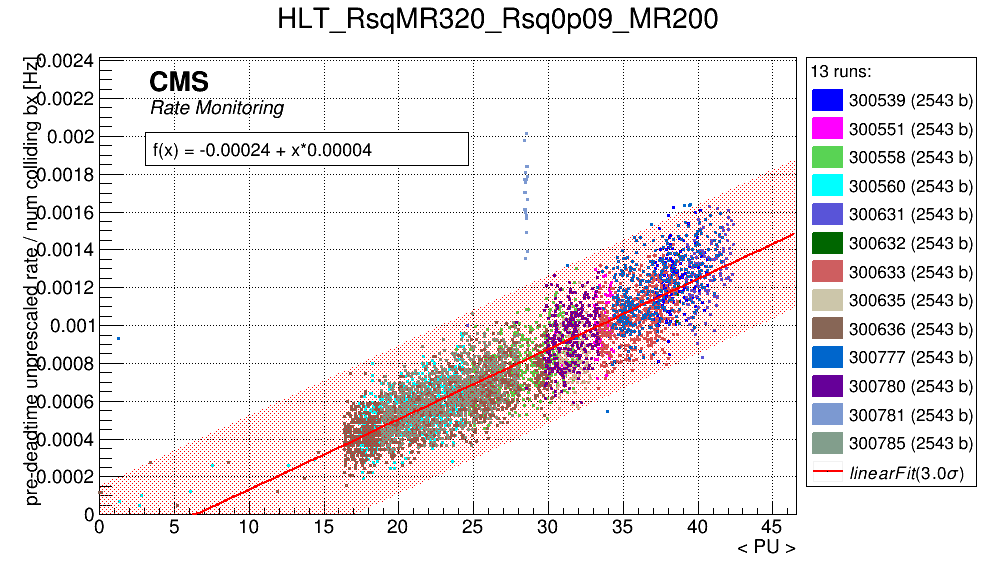 HLT_RsqMR320_Rsq0p09_MR200
pre-deadtime unprescaled rate / num colliding bx [Hz]
0.0024
0.0022
0.002
0.0018
0.0016
0.0014
0.0012
0.001
0.0008
0.0006
0.0004
0.0002
0
CMS
Rate Monitoring
f(x) = -0.00024 + x*0.00004
0 5 10 15 20 25 30 35 40 45
< PU >
13 runs:
300539 (2543 b)
300551 (2543 b)
300558 (2543 b)
300560 (2543 b)
300631 (2543 b)
300632 (2543 b)
300633 (2543 b)
300635 (2543 b)
300636 (2543 b)
300777 (2543 b)
300780 (2543 b)
300781 (2543 b)
300785 (2543 b)
linearFit(3.0σ)